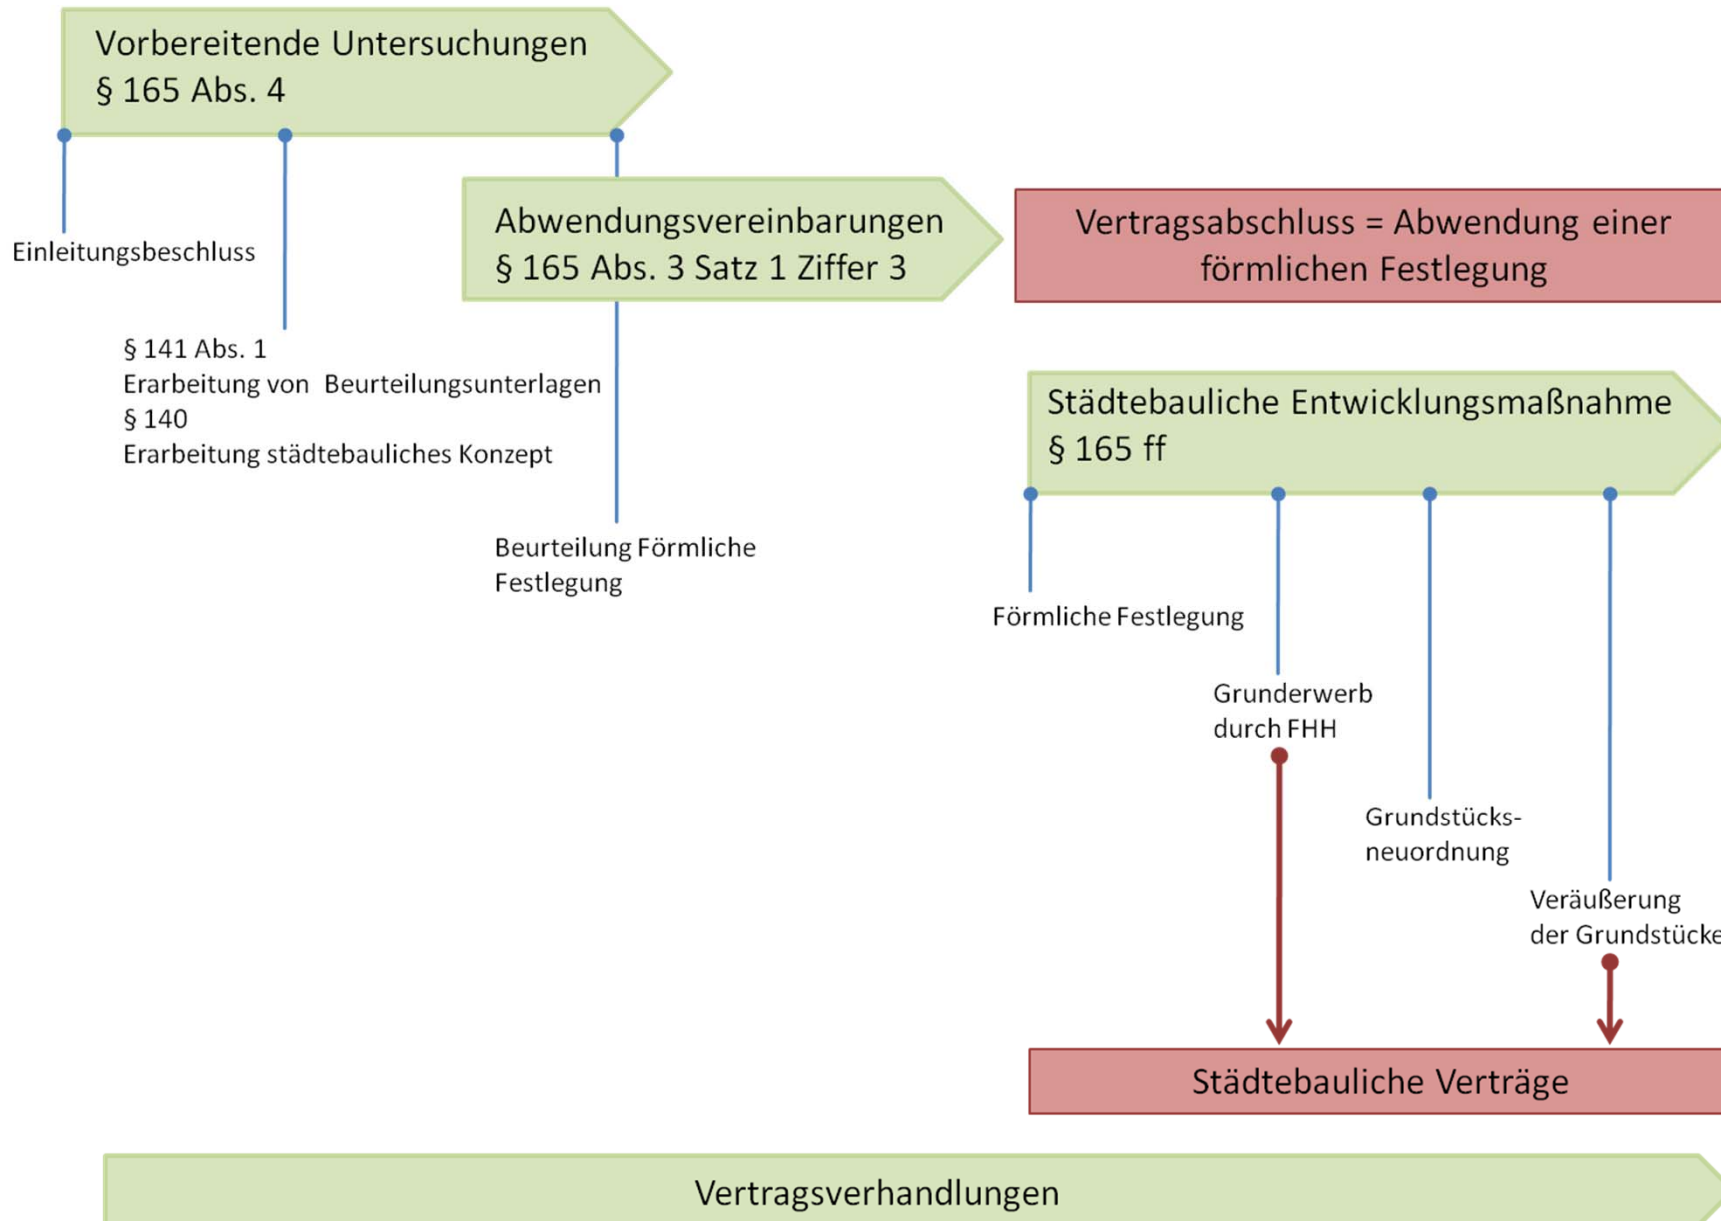 Vorbereitende Untersuchungen
§ 165 Abs. 4
Einleitungsbeschluss
§ 141 Abs. 1
Erarbeitung von Beurteilungsunterlagen
§ 140
Erarbeitung städtebauliches Konzept
Abwendungsvereinbarungen
§ 165 Abs. 3 Satz 1 Ziffer 3
Beurteilung Förmliche
Festlegung
Vertragsabschluss = Abwendung einer
förmlichen Festlegung
Städtebauliche Entwicklungsmaßnahme
§ 165 ff
Förmliche Festlegung
Grunderwerb
durch FHH
Grundstücks-
neuordnung
Veräußerung
der Grundstücke
Städtebauliche Verträge
Vertragsverhandlungen